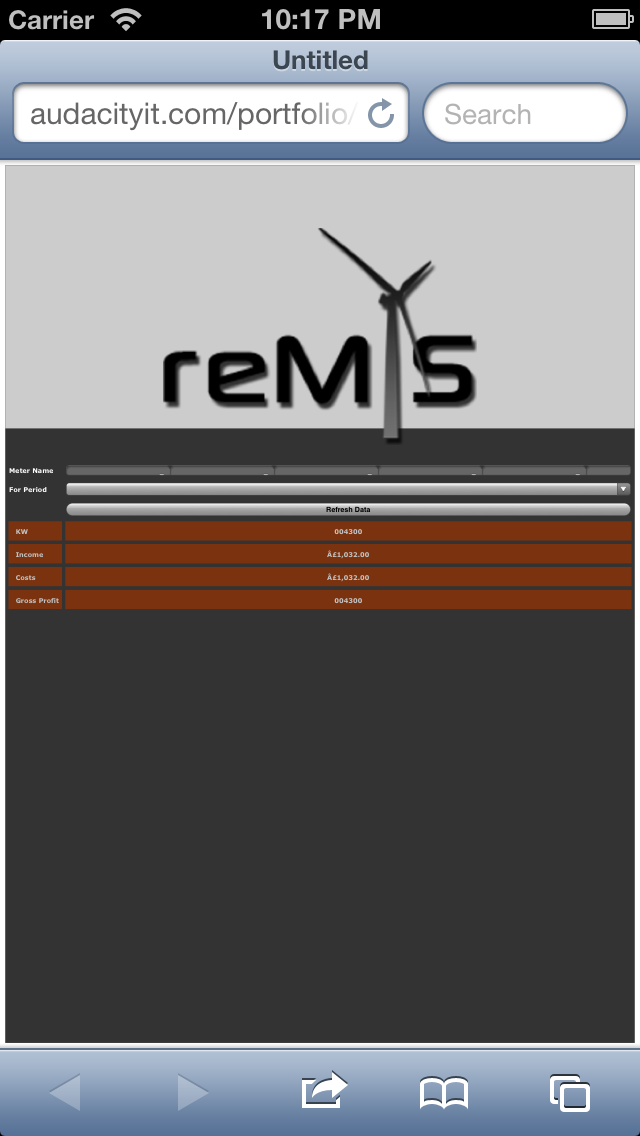 Carrier 10:17 PM
Untitled
audacityit.com/portfolio/ Search
reMS
Meter Name
For Period
Refresh Data
KW 004300
Income Â£1,032.00
Costs Â£1,032.00
Gross Profit 004300